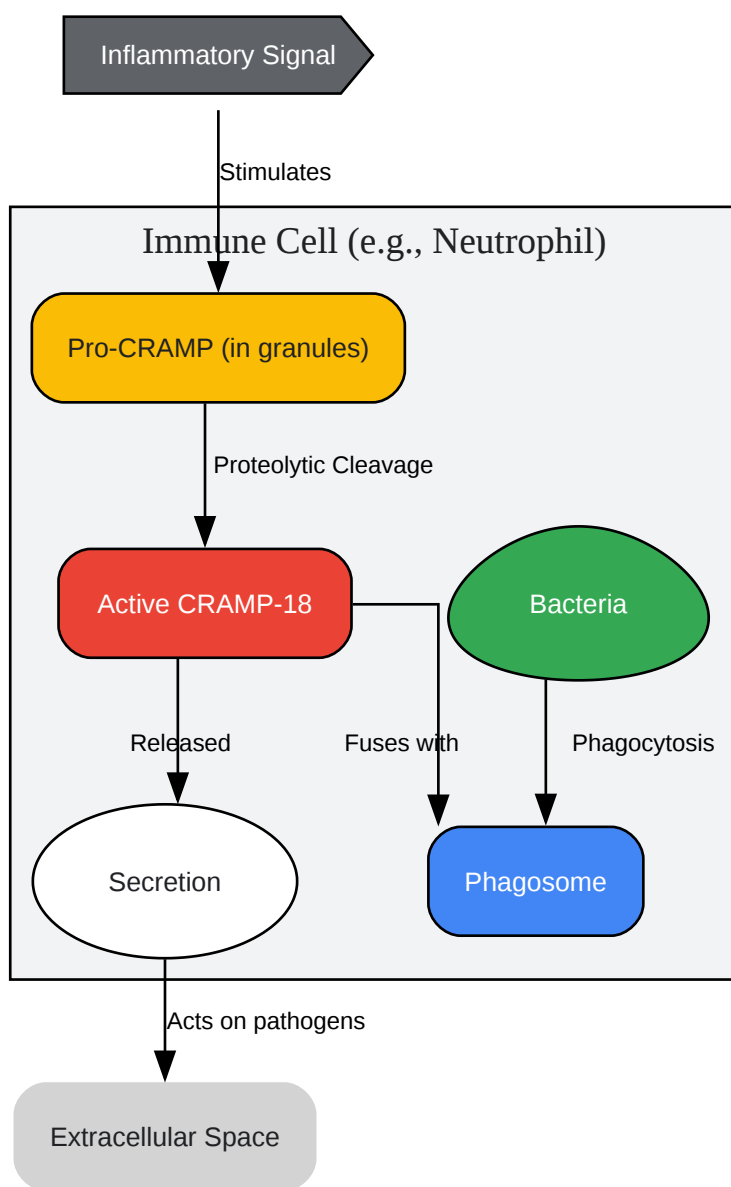 Inflammatory Signal
Stimulates
Immune Cell (e.g., Neutrophil)
Pro-CRAMP (in granules)
Proteolytic Cleavage
Active CRAMP-18
Bacteria
Released
Fuses with
Phagocytosis
Secretion
Phagosome
Acts on pathogens
Extracellular Space